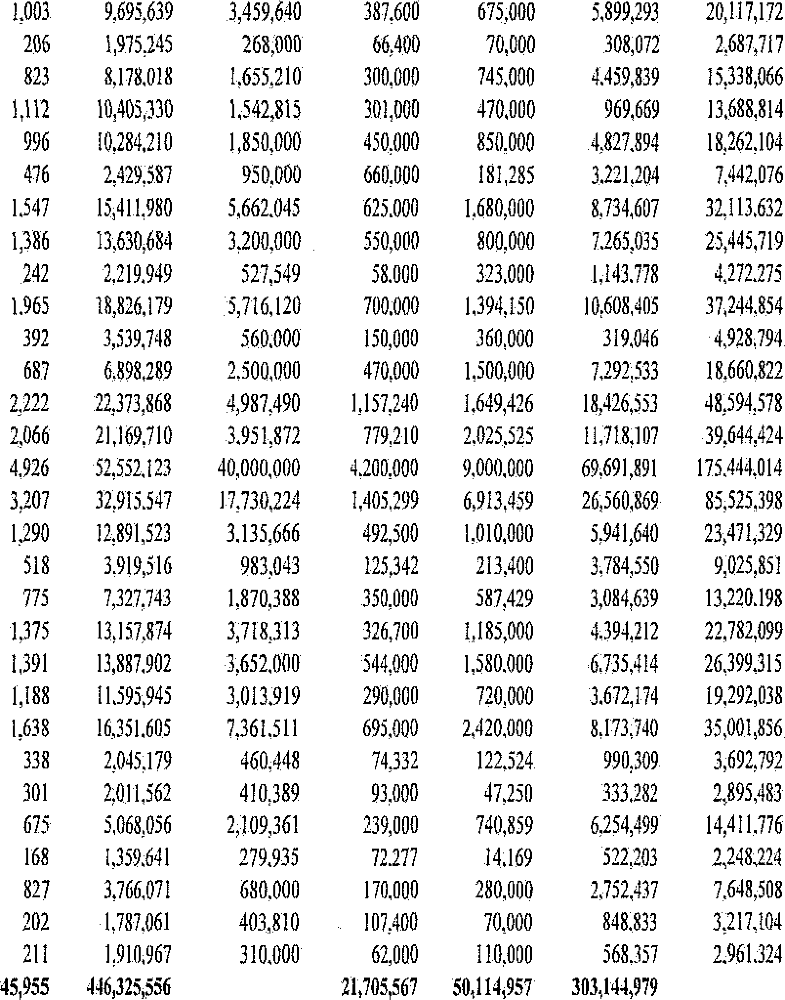 1,003 9,695,639 3,459,640 387,600 675,000 5,899,293 20,117,172
206 1,975,245 268,000 66,400 70,000 308,072 2,687,717
823 8,178,018 1,655,210 300,000 745,000 4,459,839 15,338,066
1,112 10,405,330 1,542,815 301,000 470,000 969,669 13,688,814
996 10,284,210 1,850,000 450,000 850,000 4,827,894 18,262,104
476 2,429,587 950,000 660,000 181,285 3,221,204 7,442,076
1,547 15,411,980 5,662,045 625,000 1,680,000 8,734,607 32,113,632
1,386 13,630,684 3,200,000 550,000 800,000 7,265,035 25,445,719
242 2,219,949 527,549 58,000 323,000 1,143,778 4,272,275
1,965 18,826,179 5,716,120 700,000 1,394,150 10,608,405 37,244,854
392 3,539,748 560,000 150,000 360,000 319,046 4,928,794
687 6,898,289 2,500,000 470,000 1,500,000 7,292,533 18,660,822
2,222 22,373,868 4,987,490 1,157,240 1,649,426 18,426,553 48,594,578
2,066 21,169,710 3,951,872 779,210 2,025,525 11,718,107 39,644,424
4,926 52,552,123 40,000,000 4,200,000 9,000,000 69,691,891 175,444,014
3,207 32,915,547 17,730,224 1,405,299 6,913,459 26,560,869 85,525,398
1,290 12,891,523 3,135,666 492,500 1,010,000 5,941,640 23,471,329
518 3,919,516 983,043 125,342 213,400 3,784,550 9,025,851
775 7,327,743 1,870,388 350,000 587,429 3,084,639 13,220,198
1,375 13,157,874 3,718,313 326,700 1,185,000 4,394,212 22,782,099
1,391 13,887,902 3,652,000 544,000 1,580,000 6,735,414 26,399,315
1,188 11,595,945 3,013,919 290,000 720,000 3,672,174 19,292,038
1,638 16,351,605 7,361,511 695,000 2,420,000 8,173,740 35,001,856
338 2,045,179 460,448 74,332 122,524 990,309 3,692,792
301 2,011,562 410,389 93,000 47,250 333,282 2,895,483
675 5,068,056 2,109,361 239,000 740,859 6,254,499 14,411,776
168 1,359,641 279,935 72,277 14,169 522,203 2,248,224
827 3,766,071 680,000 170,000 280,000 2,752,437 7,648,508
202 1,787,061 403,810 107,400 70,000 848,833 3,217,104
211 1,910,967 310,000 62,000 110,000 568,357 2,961,324
45,955 446,325,556 21,705,567 50,114,957 303,144,979